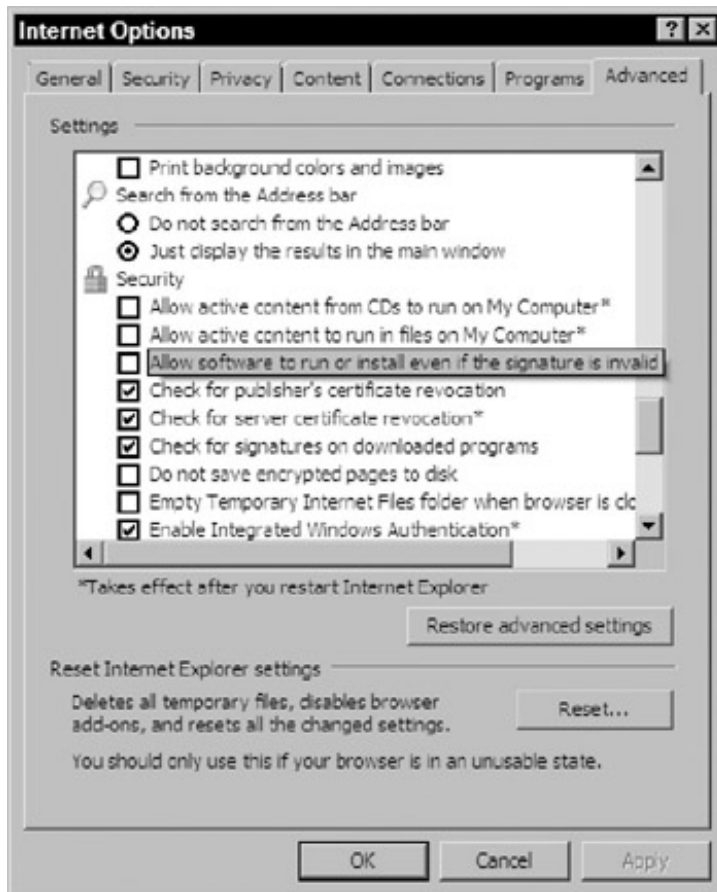 Internet Options
General Security Privacy Content Connections Programs Advanced
Settings
Print background colors and images
Search from the Address bar
Do not search from the Address bar
Just display the results in the main window
Security
Allow active content from CDs to run on My Computer*
Allow active content to run in files on My Computer*
Allow software to run or install even if the signature is invalid
Check for publisher's certificate revocation
Check for server certificate revocation*
Check for signatures on downloaded programs
Do not save encrypted pages to disk
Empty Temporary Internet Files folder when browser is clo
Enable Integrated Windows Authentication*
*Takes effect after you restart Internet Explorer
Restore advanced settings
Reset Internet Explorer settings
Deletes all temporary files, disables browser
add-ons, and resets all the changed settings.
Reset...
You should only use this if your browser is in an unusable state.
OK Cancel Apply